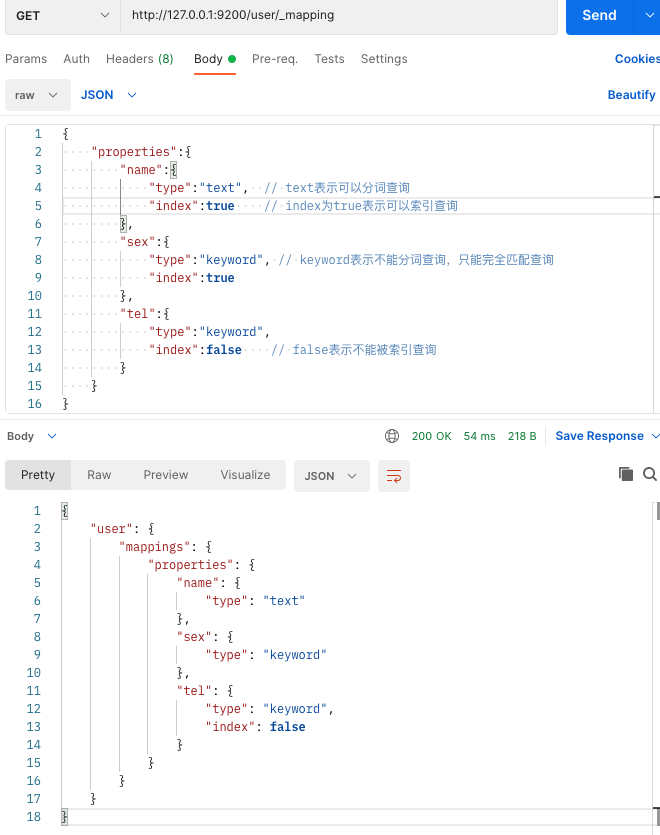 GET http://127.0.0.1:9200/user/_mapping Send
Params Auth Headers (8) Body Pre-req. Tests Settings Cookies
raw JSON Beautify
1 {
2 "properties":{
3 "name":{
4 "type":"text", // text表示可以分词查询
5 "index":true // index为true表示可以索引查询
6 },
7 "sex":{
8 "type":"keyword", // keyword表示不能分词查询，只能完全匹配查询
9 "index":true
10 },
11 "tel":{
12 "type":"keyword",
13 "index":false // false表示不能被索引查询
14 }
15 }
16 }
Body 200 OK 54 ms 218 B Save Response
Pretty Raw Preview Visualize JSON
1 {
2 "user": {
3 "mappings": {
4 "properties": {
5 "name": {
6 "type": "text"
7 },
8 "sex": {
9 "type": "keyword"
10 },
11 "tel": {
12 "type": "keyword",
13 "index": false
14 }
15 }
16 }
17 }
18 }